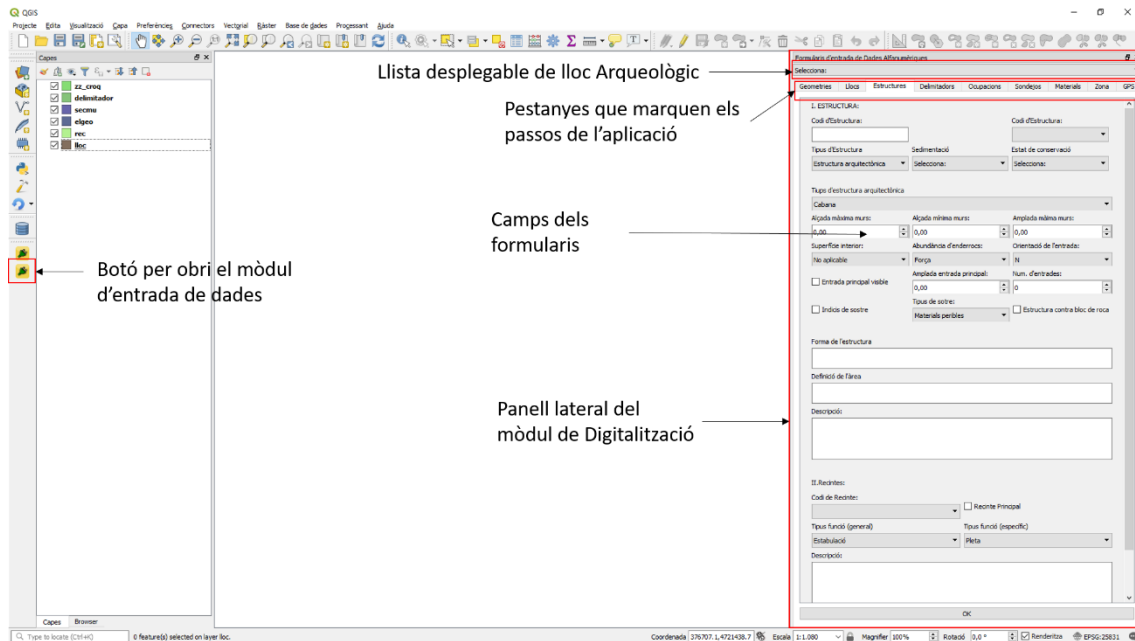 QGIS
Projecte Edita Visualització Capa Preferències Connectors Vectorial Ràster Base de dades Processant Ajuda
Capes
zz_croq
delimitador
secmu
elgeo
rec
lloc
Botó per obri el mòdul
d'entrada de dades
Llista desplegable de lloc Arqueològic
Pestanyes que marquen els
passos de l'aplicació
Camps dels
formularis
Panell lateral del
mòdul de Digitalització
Formularis d'entrada de Dades Alfanumèriques
Selecciona:
Geometries Llocs Estructures Delimitadors Ocupacions Sondejos Materials Zona GPS
I. ESTRUCTURA:
Codi d'Estructura: Codi d'Estructura:
Tipus d'Estructura Sedimentació Estat de conservació
Estructura arquitectònica Selecciona: Selecciona:
Tiups d'estructura arquitectònica
Cabana
Alçada màxima murs: Alçada mínima murs: Amplada màima murs:
0,00 0,00 0,00
Superfície interior: Abundància d'enderrocs: Orientació de l'entrada:
No aplicable Força N
Entrada principal visible Amplada entrada principal: Num. d'entrades:
0,00 0
Indicis de sostre Tipus de sotre: Estructura contra bloc de roca
Materials peribles
Forma de l'estructura
Definició de l'àrea
Descripció:
II.Recintes:
Codi de Recinte:
Recinte Principal
Tipus funció (general) Tipus funció (específic)
Estabulació Pleta
Descripció:
OK
Capes Browser
Type to locate (Ctrl+K) 0 feature(s) selected on layer lloc. Coordenada 376707.1,4721438.7 Escala 1:1.080 Magnifier 100% Rotació 0,0 ° Renderitza EPSG:25831